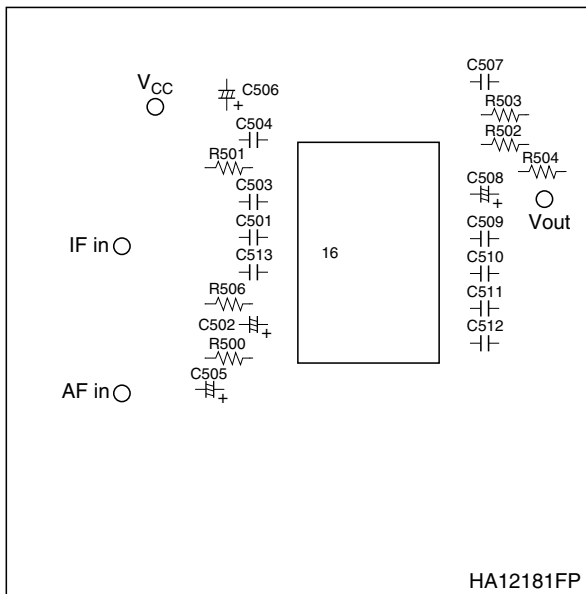 C507
V_CC
C506
R503
C504
R502
R501
R504
C508
C503
Vout
C501
C509
IF in
16
C513
C510
R506
C511
C502
C512
R500
C505
AF in
HA12181FP